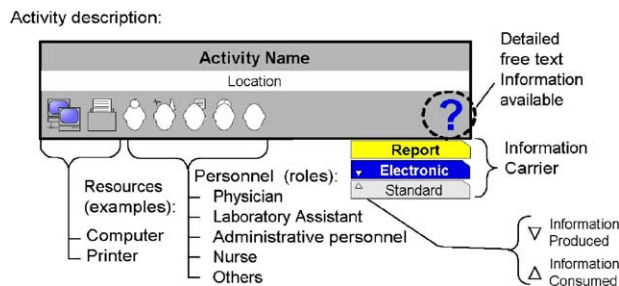 Activity description:
Activity Name
Location
?
Detailed
free text
Information
available
Report
Electronic
Standard
Information
Carrier
Resources
(examples):
Computer
Printer
Personnel (roles):
Physician
Laboratory Assistant
Administrative personnel
Nurse
Others
Information
Produced
Information
Consumed